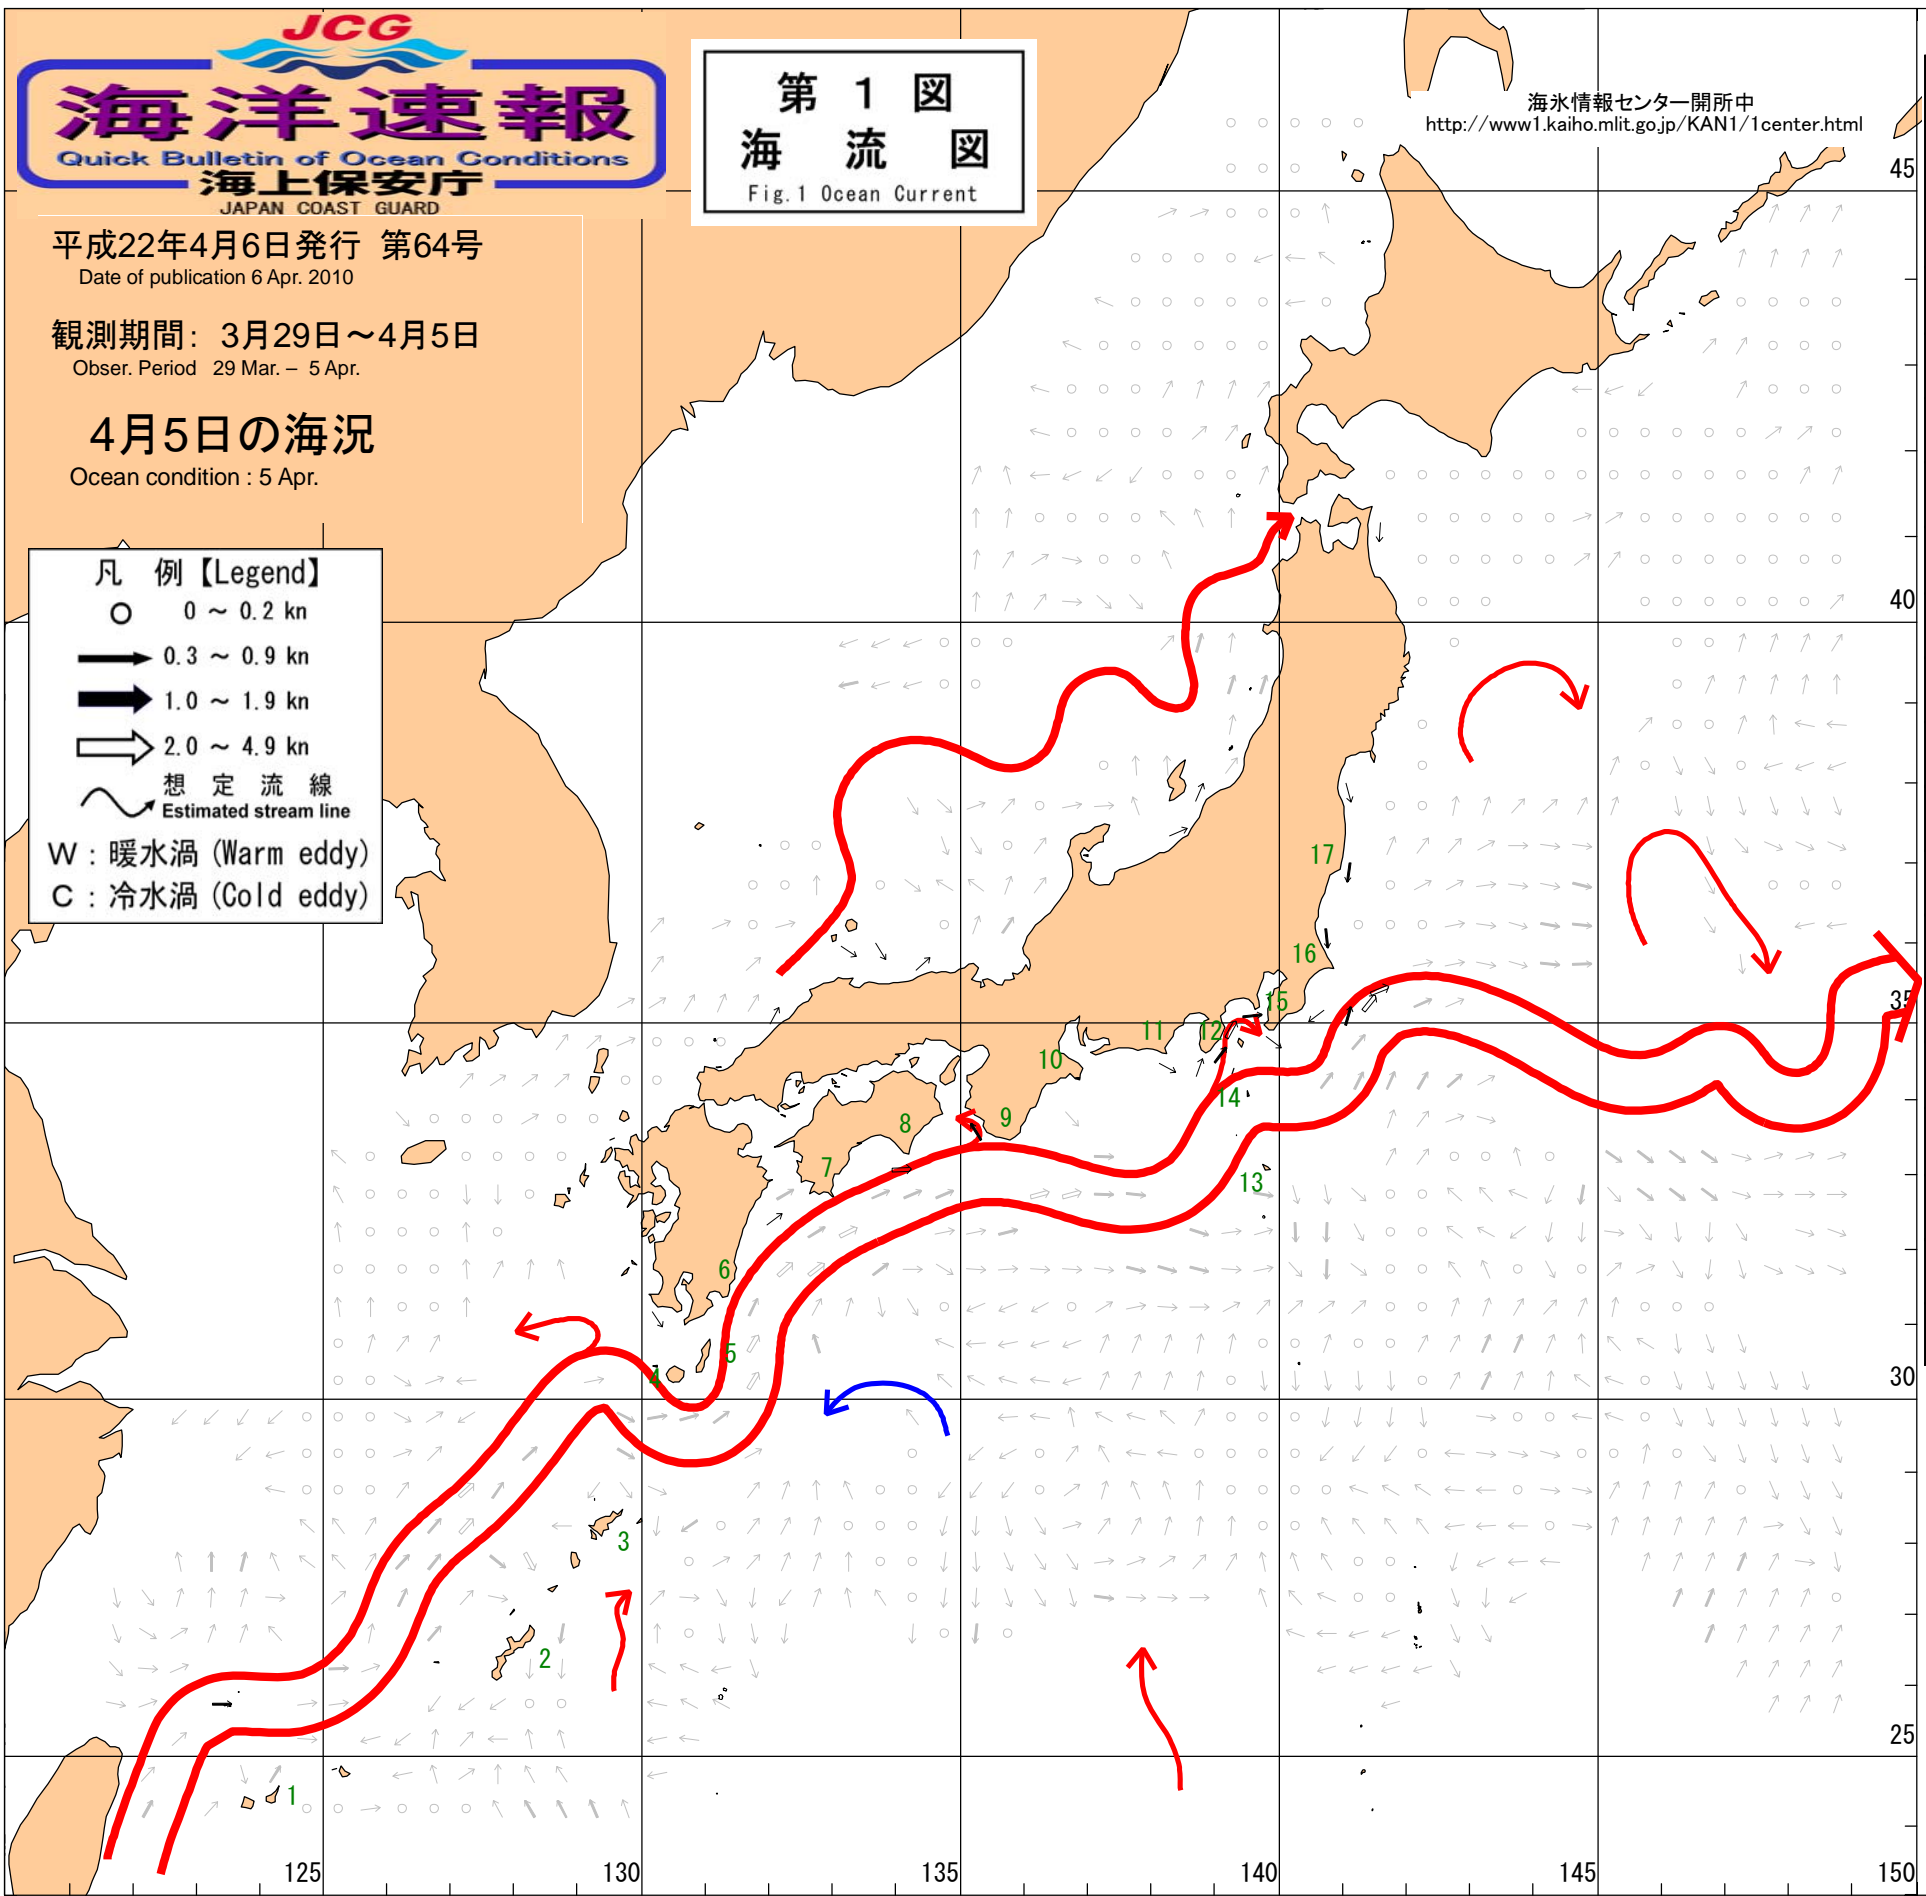 JCG
海洋速報
Quick Bulletin of Ocean Conditions
海上保安庁
JAPAN COAST GUARD
第 1 図
海 流 図
Fig.1 Ocean Current
海氷情報センター開所中
http://www1.kaiho.mlit.go.jp/KAN1/1center.html
平成22年4月6日発行 第64号
Date of publication 6 Apr. 2010
観測期間： 3月29日～4月5日
Obser. Period 29 Mar. – 5 Apr.
4月5日の海況
Ocean condition : 5 Apr.
凡 例【Legend】
0 ～ 0.2 kn
0.3 ～ 0.9 kn
1.0 ～ 1.9 kn
2.0 ～ 4.9 kn
想 定 流 線
Estimated stream line
W : 暖水渦 (Warm eddy)
C : 冷水渦 (Cold eddy)
45
40
35
30
25
17
16
15
12
11
10
14
9
8
7
13
6
5
4
3
2
1
125
130
135
140
145
150